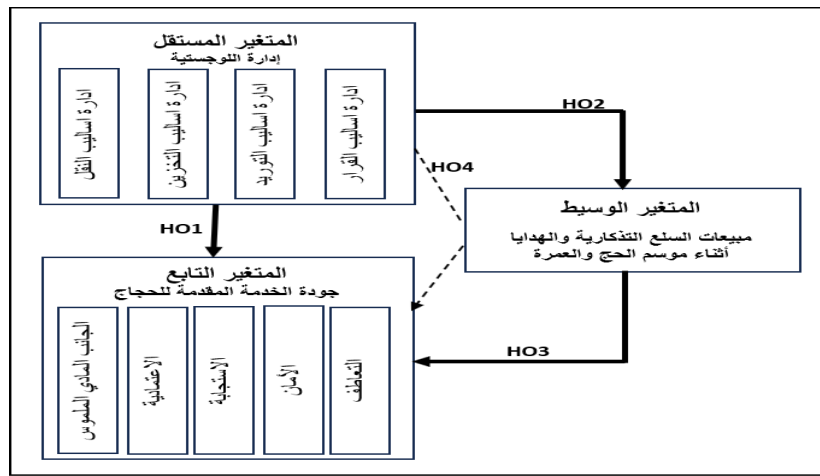 المتغير المستقل
إدارة اللوجستية
ادارة اساليب القرار
ادارة اساليب التوريد
ادارة اساليب التخزين
ادارة اساليب النقل
HO2
HO4
HO1
المتغير الوسيط
مبيعات السلع التذكارية والهدايا
أثناء موسم الحج والعمرة
المتغير التابع
جودة الخدمة المقدمة للحجاج
التعاطف
الأمان
الاستجابة
الاعتمادية
الجانب المادي الملموس
HO3